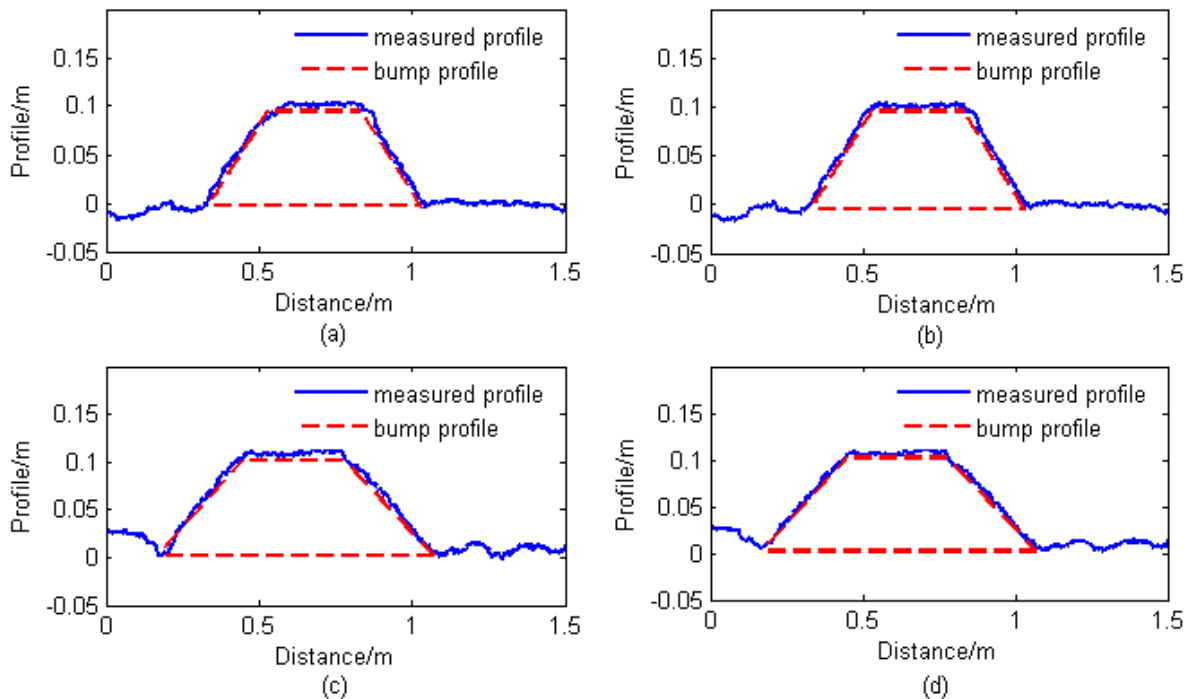 measured profile
bump profile
0.15
0.1
0.05
0
-0.05
Profile/m
0
0.5
1
1.5
Distance/m
(a)
measured profile
bump profile
0.15
0.1
0.05
0
-0.05
Profile/m
0
0.5
1
1.5
Distance/m
(b)
measured profile
bump profile
0.15
0.1
0.05
0
-0.05
Profile/m
0
0.5
1
1.5
Distance/m
(c)
measured profile
bump profile
0.15
0.1
0.05
0
-0.05
Profile/m
0
0.5
1
1.5
Distance/m
(d)